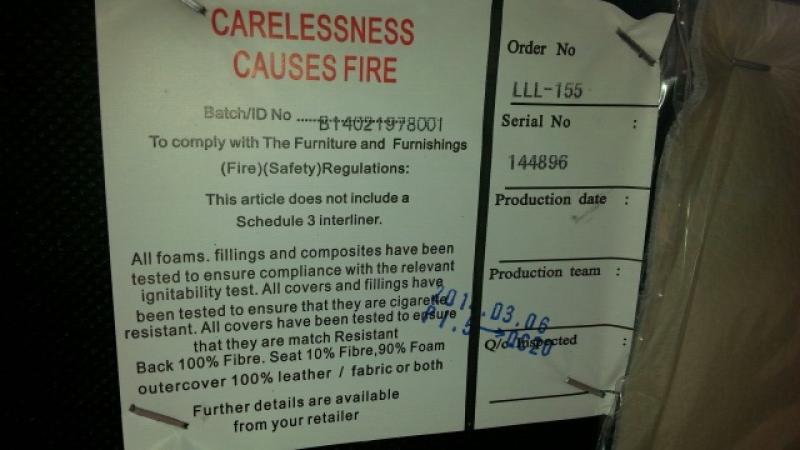 CARELESSNESS
CAUSES FIRE
Batch/ID No ........................
B14021978001
To comply with The Furniture and Furnishings
(Fire)(Safety)Regulations:
This article does not include a
Schedule 3 interliner.
All foams. fillings and composites have been
tested to ensure compliance with the relevant
ignitability test. All covers and fillings have
been tested to ensure that they are cigarette
resistant. All covers have been tested to ensure
that they are match Resistant
Back 100% Fibre. Seat 10% Fibre,90% Foam
outercover 100% leather / fabric or both
Further details are available
from your retailer
Order No
LLL-155
Serial No :
144896
Production date :
Production team :
.03.06
Q/c Inspected :